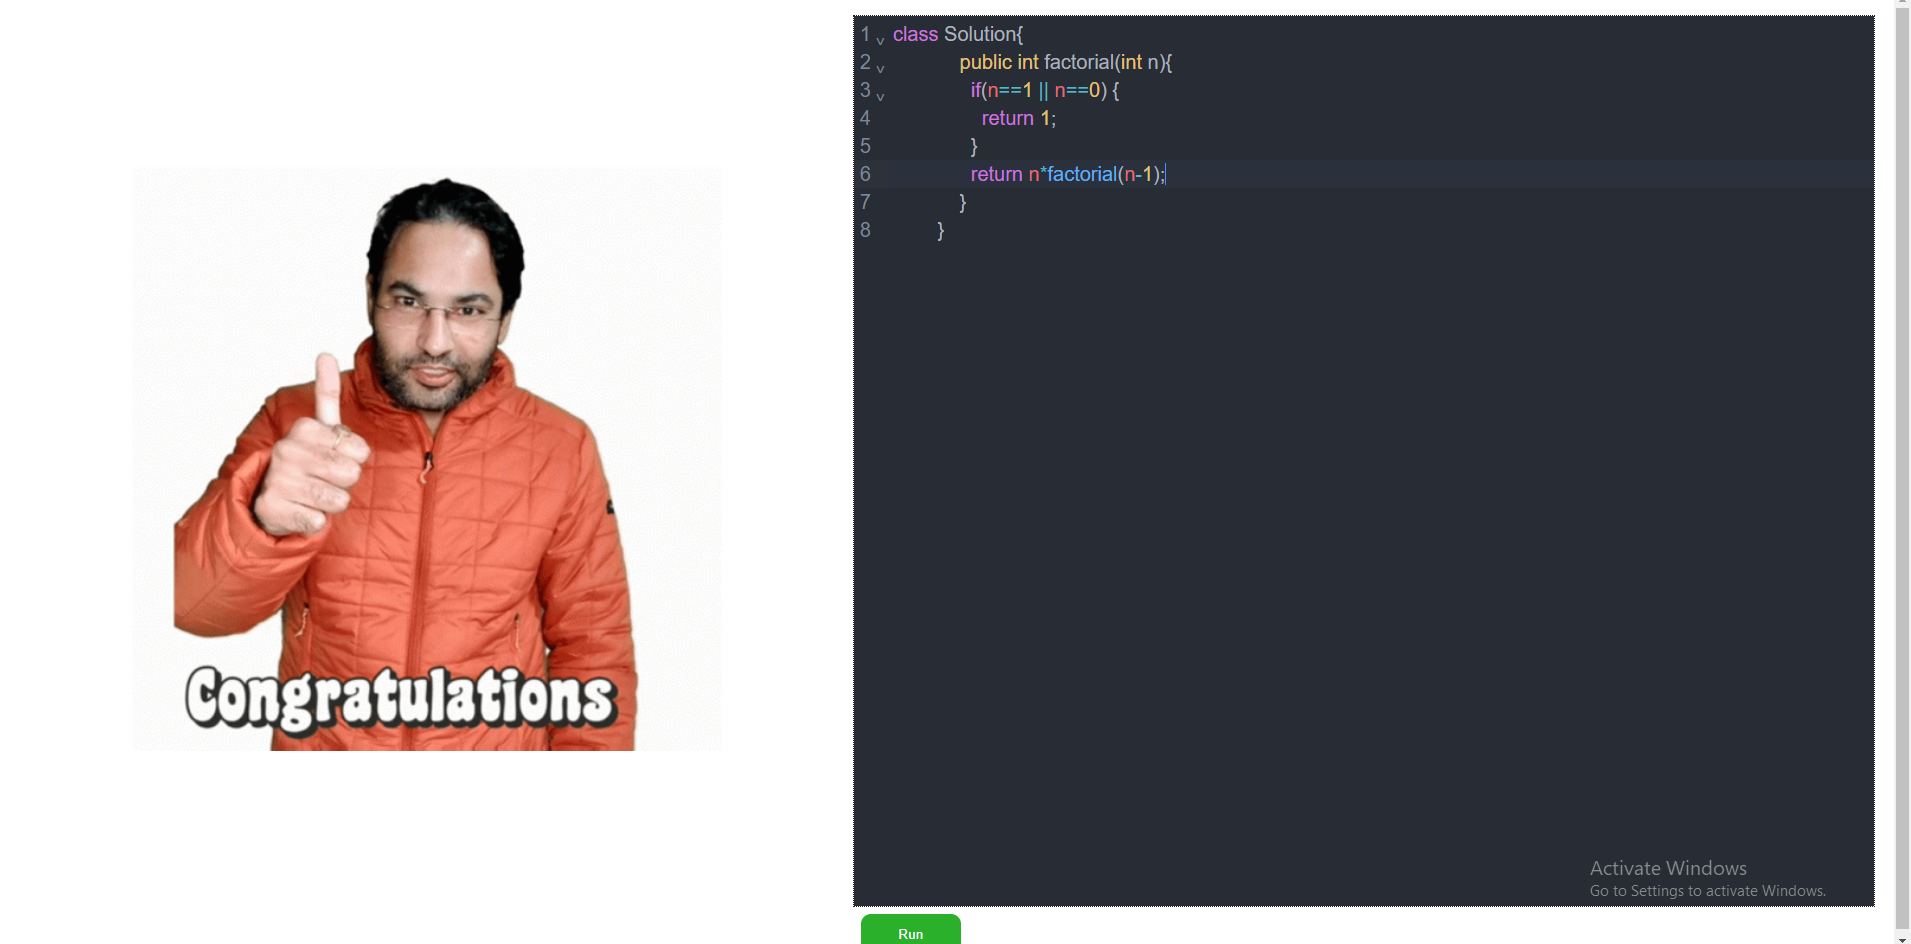 Congratulations
1 class Solution{
2 public int factorial(int n){
3 if(n==1 || n==0) {
4 return 1;
5 }
6 return n*factorial(n-1);
7 }
8 }
Activate Windows
Go to Settings to activate Windows.
Run